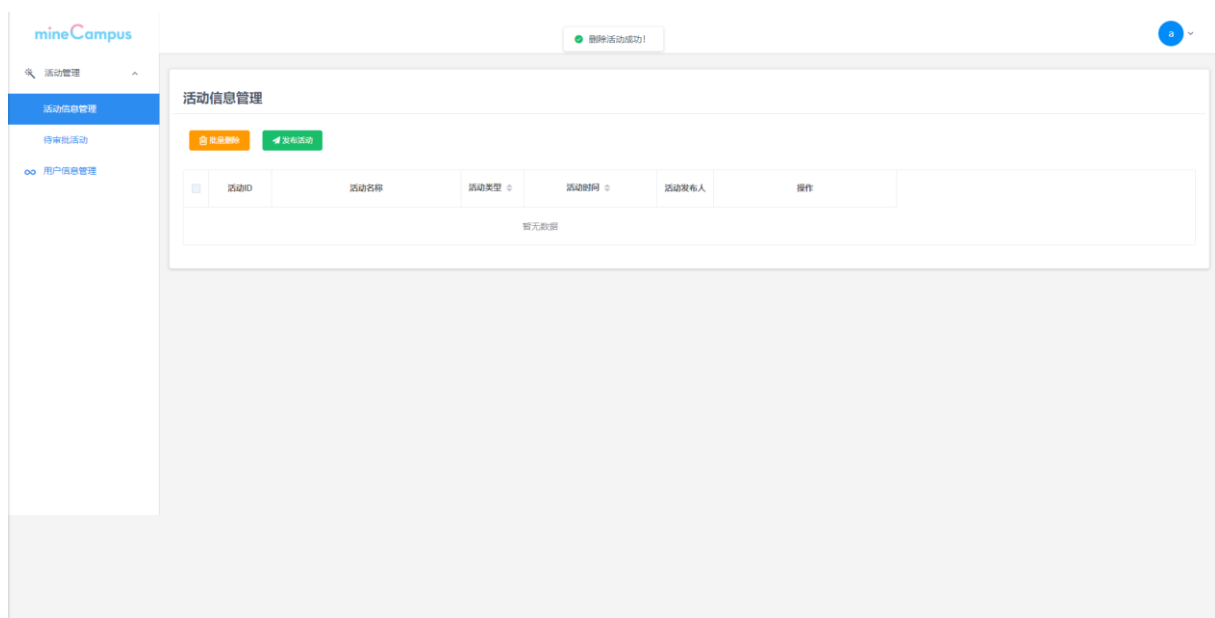 mineCampus
删除活动成功!
a
活动管理
活动信息管理
待审批活动
用户信息管理
活动信息管理
批量删除 发布活动
活动ID 活动名称 活动类型 活动时间 活动发布人 操作
暂无数据